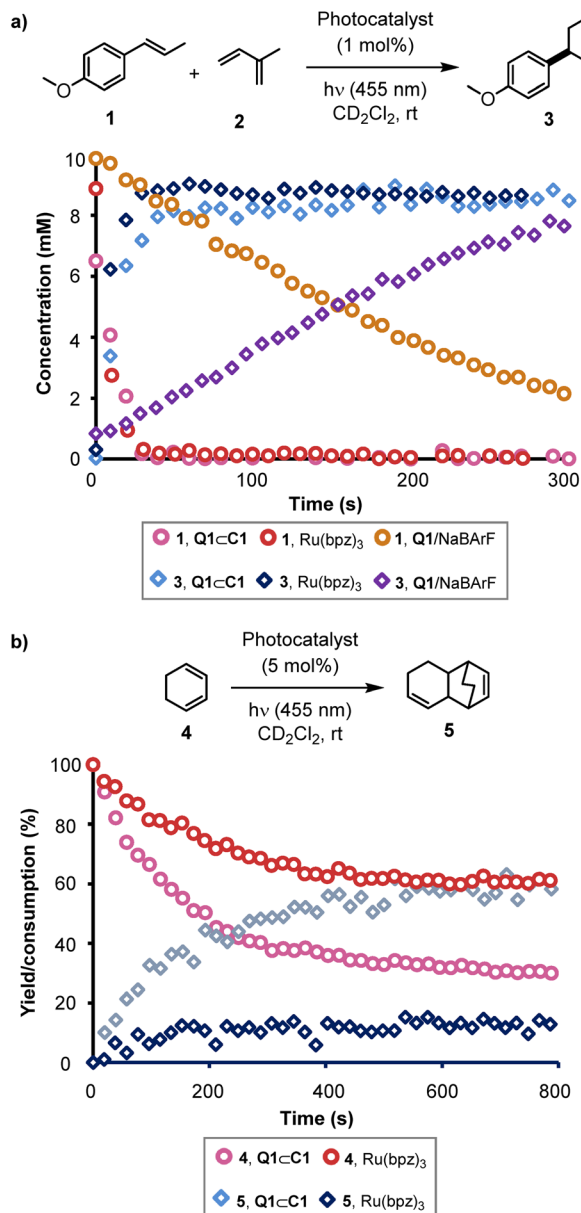 a)
Photocatalyst
(1 mol%)
hν (455 nm)
CD2Cl2, rt
O
1
+
2
O
3
Concentration (mM)
10
8
6
4
2
0
0 100 200 300
Time (s)
1, Q1⊂C1 1, Ru(bpz)3 1, Q1/NaBArF
3, Q1⊂C1 3, Ru(bpz)3 3, Q1/NaBArF
b)
Photocatalyst
(5 mol%)
hν (455 nm)
CD2Cl2, rt
4
5
Yield/consumption (%)
100
80
60
40
20
0
0 200 400 600 800
Time (s)
4, Q1⊂C1 4, Ru(bpz)3
5, Q1⊂C1 5, Ru(bpz)3